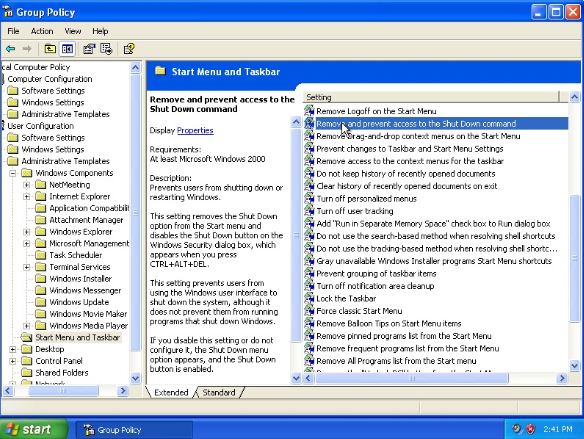 Group Policy
File Action View Help
cal Computer Policy
Computer Configuration
Software Settings
Windows Settings
Administrative Templates
User Configuration
Software Settings
Windows Settings
Administrative Templates
Windows Components
NetMeeting
Internet Explorer
Application Compatibili
Attachment Manager
Windows Explorer
Microsoft Management
Task Scheduler
Terminal Services
Windows Installer
Windows Messenger
Windows Update
Windows Movie Maker
Windows Media Player
Start Menu and Taskbar
Desktop
Control Panel
Shared Folders
Network
Start Menu and Taskbar
Remove and prevent access to the
Shut Down command
Display Properties
Requirements:
At least Microsoft Windows 2000
Description:
Prevents users from shutting down or
restarting Windows.
This setting removes the Shut Down
option from the Start menu and
disables the Shut Down button on the
Windows Security dialog box, which
appears when you press
CTRL+ALT+DEL.
This setting prevents users from
using the Windows user interface to
shut down the system, although it
does not prevent them from running
programs that shut down Windows.
If you disable this setting or do not
configure it, the Shut Down menu
option appears, and the Shut Down
button is enabled.
Setting
Remove Logoff on the Start Menu
Remove and prevent access to the Shut Down command
Remove Drag-and-drop context menus on the Start Menu
Prevent changes to Taskbar and Start Menu Settings
Remove access to the context menus for the taskbar
Do not keep history of recently opened documents
Clear history of recently opened documents on exit
Turn off personalized menus
Turn off user tracking
Add "Run in Separate Memory Space" check box to Run dialog box
Do not use the search-based method when resolving shell shortcuts
Do not use the tracking-based method when resolving shell shortc...
Gray unavailable Windows Installer programs Start Menu shortcuts
Prevent grouping of taskbar items
Turn off notification area cleanup
Lock the Taskbar
Force classic Start Menu
Remove Balloon Tips on Start Menu items
Remove pinned programs list from the Start Menu
Remove frequent programs list from the Start Menu
Remove All Programs list from the Start menu
Extended Standard
start
Group Policy
2:41 PM